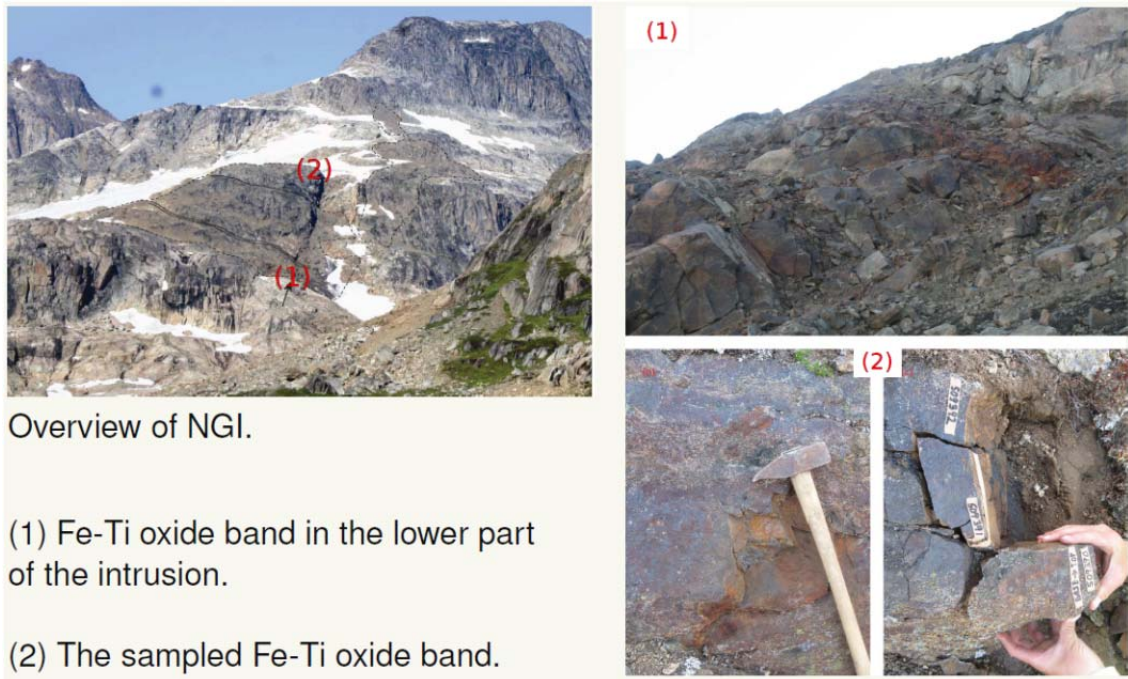 (2)
(1)
(1)
(2)
Overview of NGI.
(1) Fe-Ti oxide band in the lower part
of the intrusion.
(2) The sampled Fe-Ti oxide band.